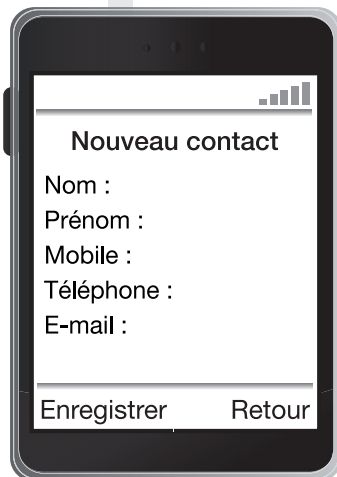 Nouveau contact
Nom :
Prénom :
Mobile :
Téléphone :
E-mail :
Enregistrer Retour